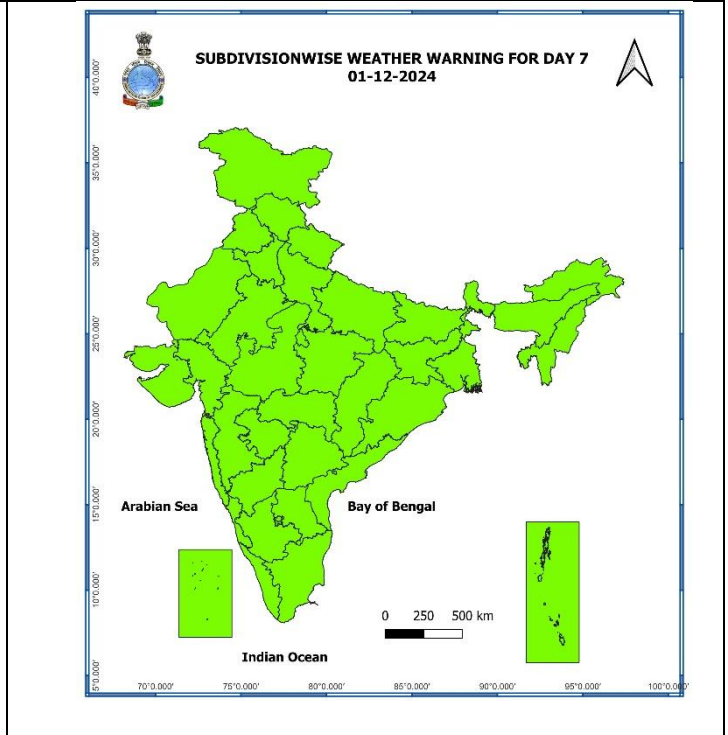 SUBDIVISIONWISE WEATHER WARNING FOR DAY 7
01-12-2024
40°0.000'
35°0.000'
30°0.000'
25°0.000'
20°0.000'
Arabian Sea
Bay of Bengal
15°0.000'
10°0.000'
0 250 500 km
Indian Ocean
5°0.000'
70°0.000' 75°0.000' 80°0.000' 85°0.000' 90°0.000' 95°0.000' 100°0.000'